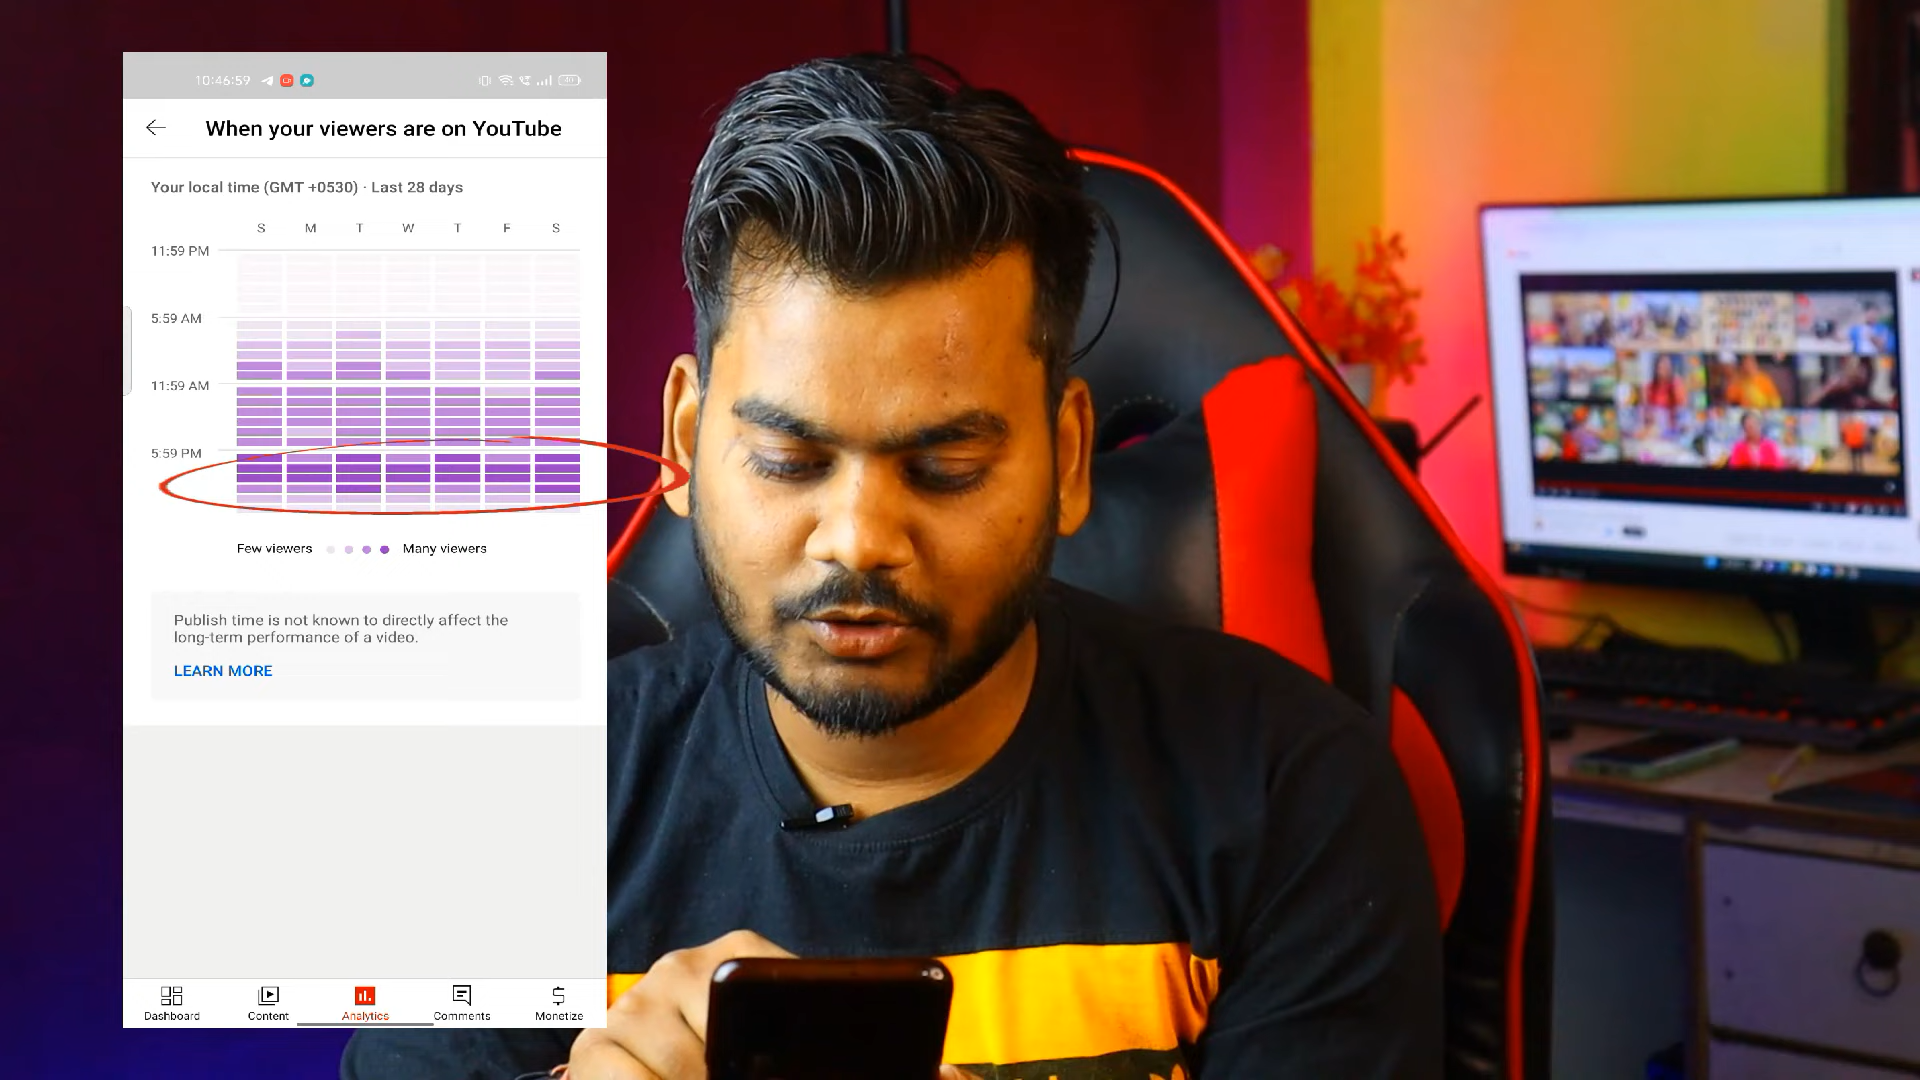 10:46:59
When your viewers are on YouTube
Your local time (GMT +0530) · Last 28 days
S M T W T F S
11:59 PM
5:59 AM
11:59 AM
5:59 PM
Few viewers
Many viewers
Publish time is not known to directly affect the
long-term performance of a video.
LEARN MORE
Dashboard
Content
Analytics
Comments
Monetize